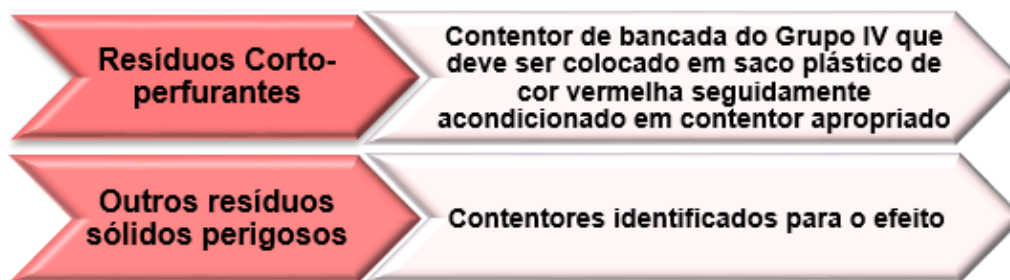 Resíduos Corto-
perfurantes
Contentor de bancada do Grupo IV que
deve ser colocado em saco plástico de
cor vermelha seguidamente
acondicionado em contentor apropriado
Outros resíduos
sólidos perigosos
Contentores identificados para o efeito